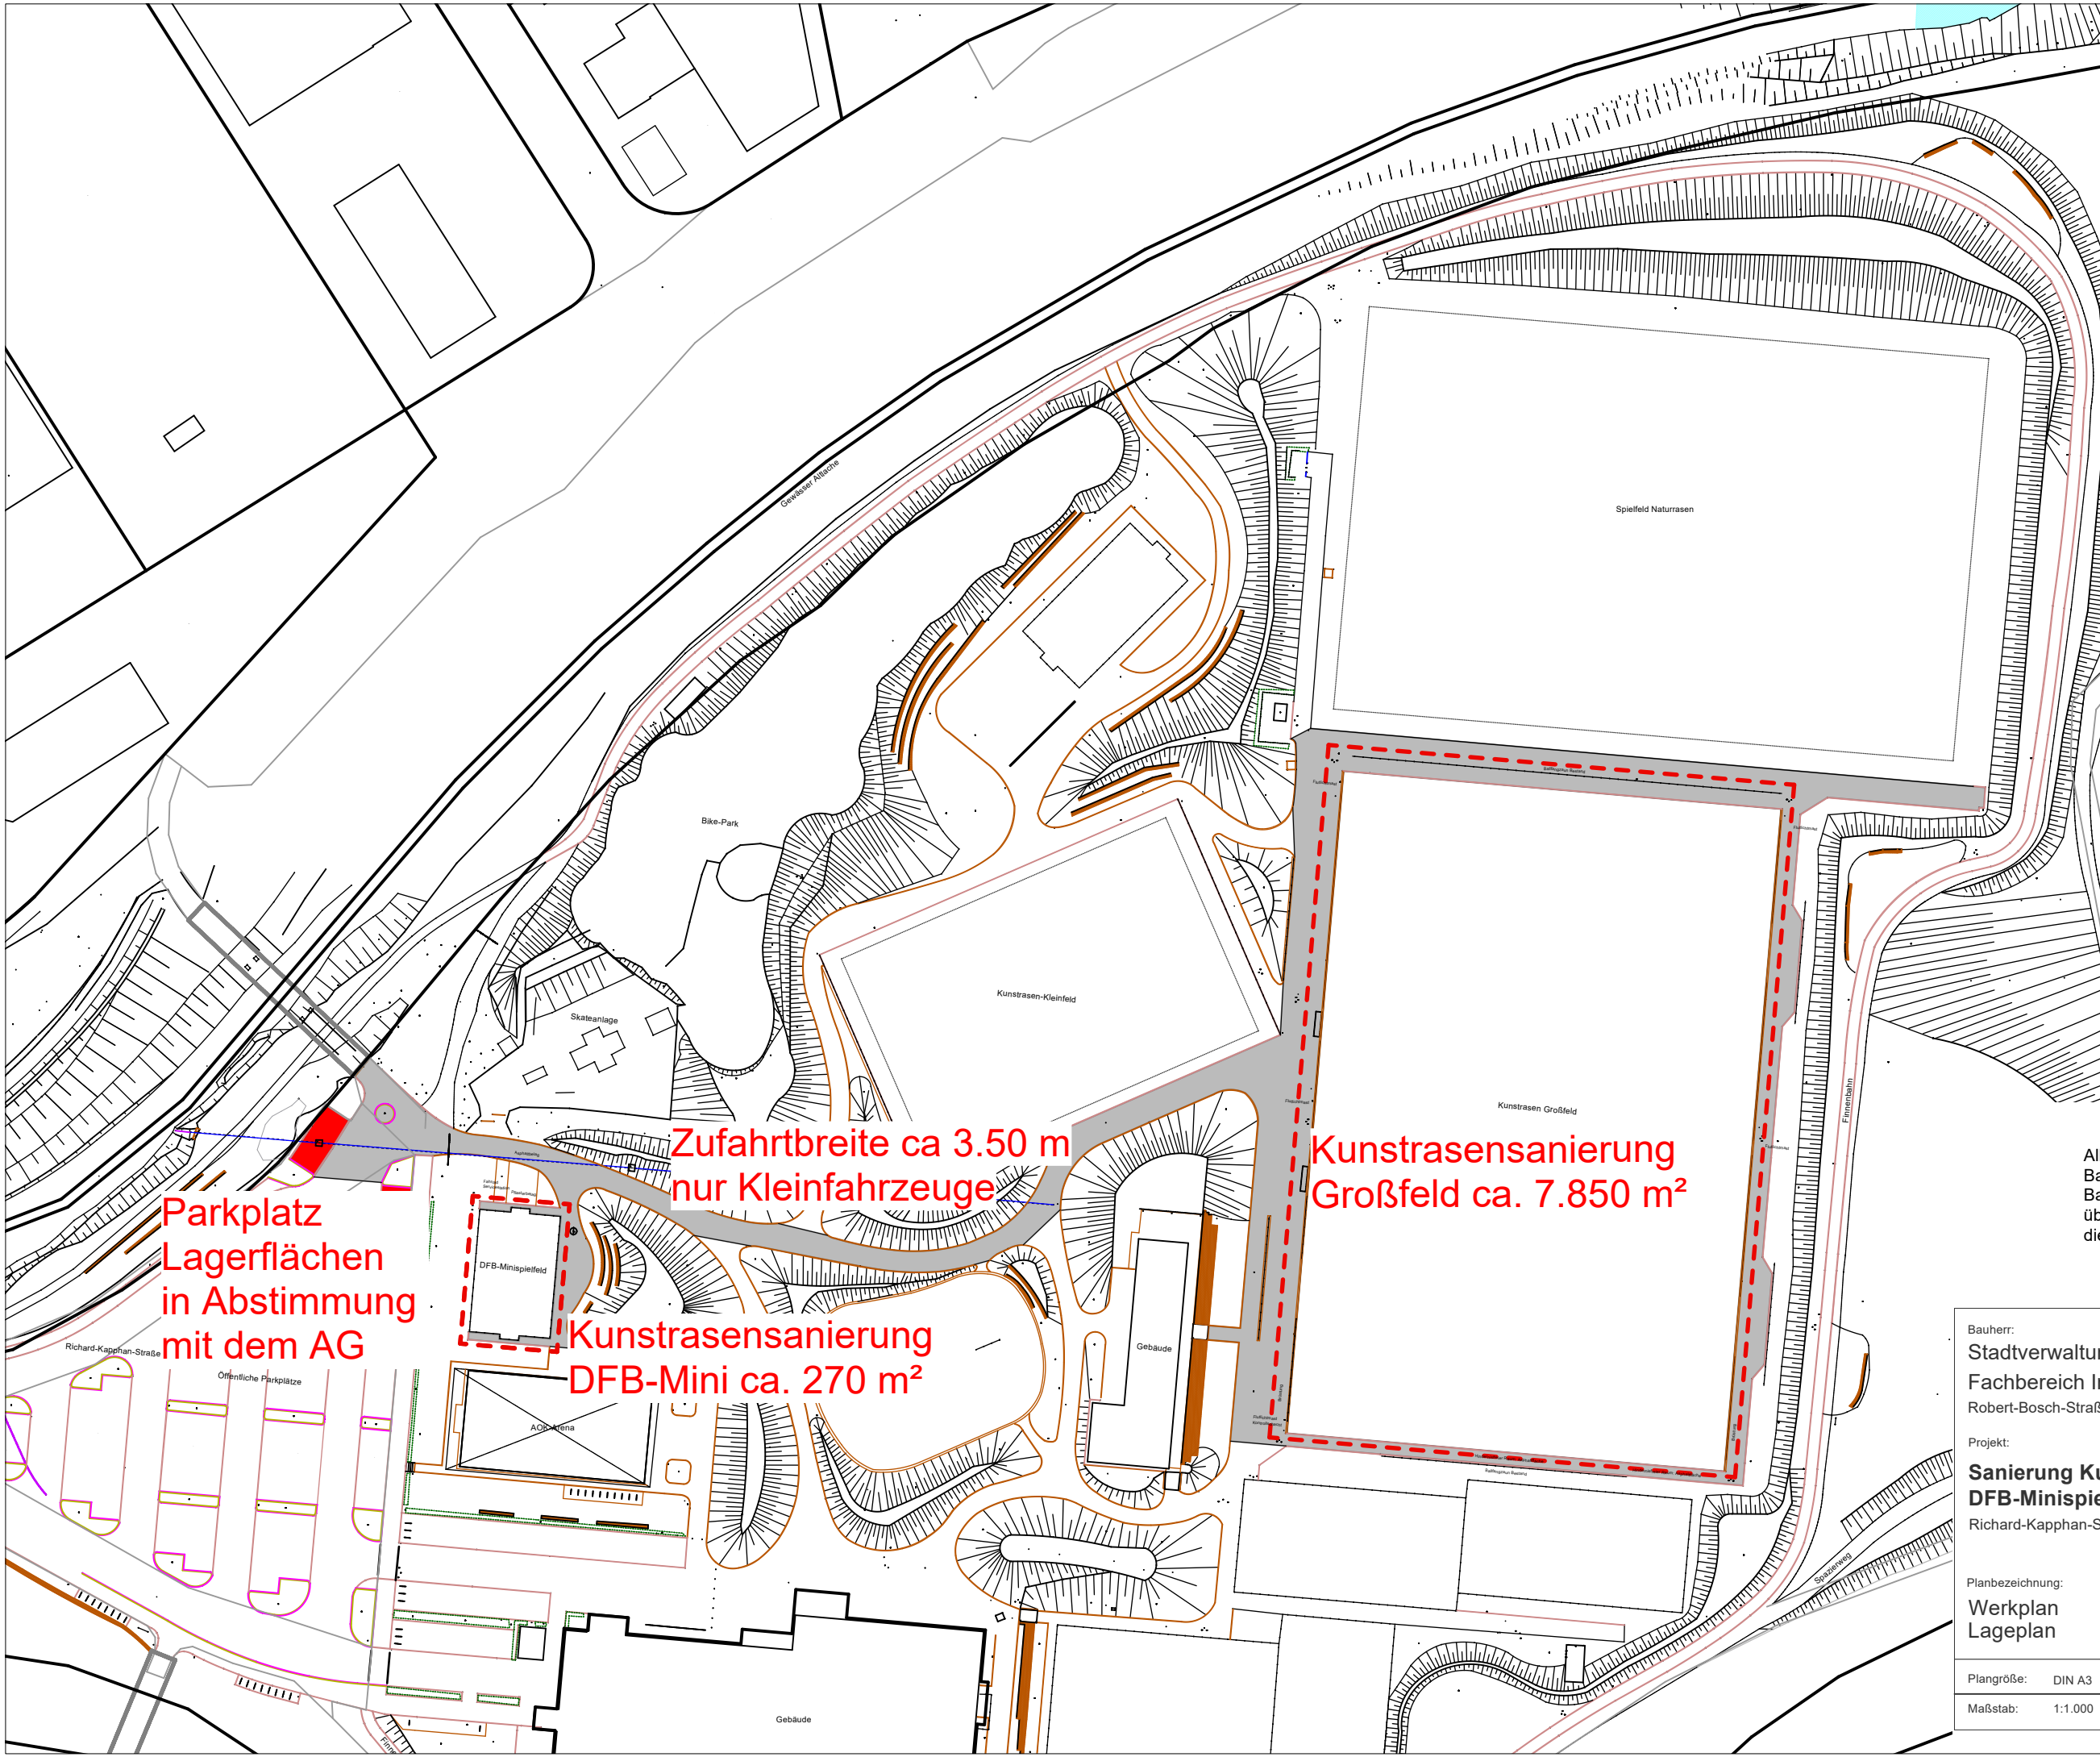 Gewässer Altlache
Spielfeld Naturrasen
Bike-Park
Kunstrasen-Kleinfeld
Skateanlage
Kunstrasen Großfeld
Finnenbahn
Zufahrtbreite ca 3.50 m
nur Kleinfahrzeuge
Kunstrasensanierung
Großfeld ca. 7.850 m²
Parkplatz
Lagerflächen
in Abstimmung
mit dem AG
DFB-Minispielfeld
Kunstrasensanierung
DFB-Mini ca. 270 m²
Richard-Kapphan-Straße
Öffentliche Parkplätze
AOK-Arena
Gebäude
Gebäude
Spazierweg
Bauherr:
Stadtverwaltun
Fachbereich I
Robert-Bosch-Straß
Projekt:
Sanierung Ku
DFB-Minispie
Richard-Kapphan-S
Planbezeichnung:
Werkplan
Lageplan
Plangröße: DIN A3
Maßstab: 1:1.000